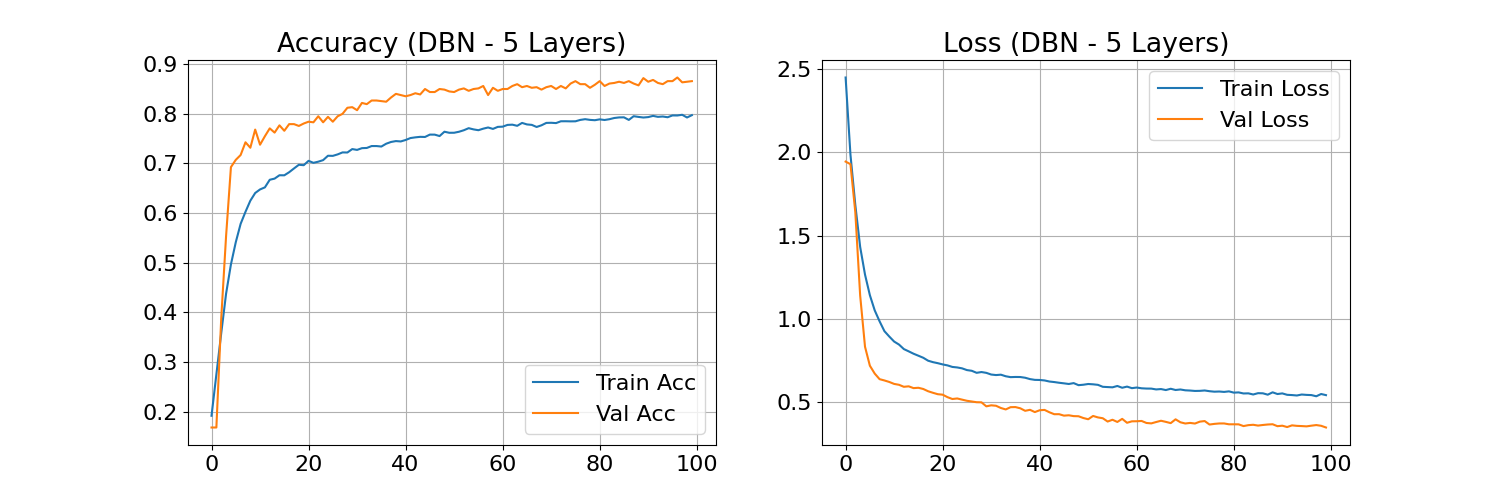 Accuracy (DBN - 5 Layers)
0.9
0.8
0.7
0.6
0.5
0.4
0.3
0.2
0 20 40 60 80 100
Train Acc
Val Acc
Loss (DBN - 5 Layers)
2.5
2.0
1.5
1.0
0.5
0 20 40 60 80 100
Train Loss
Val Loss